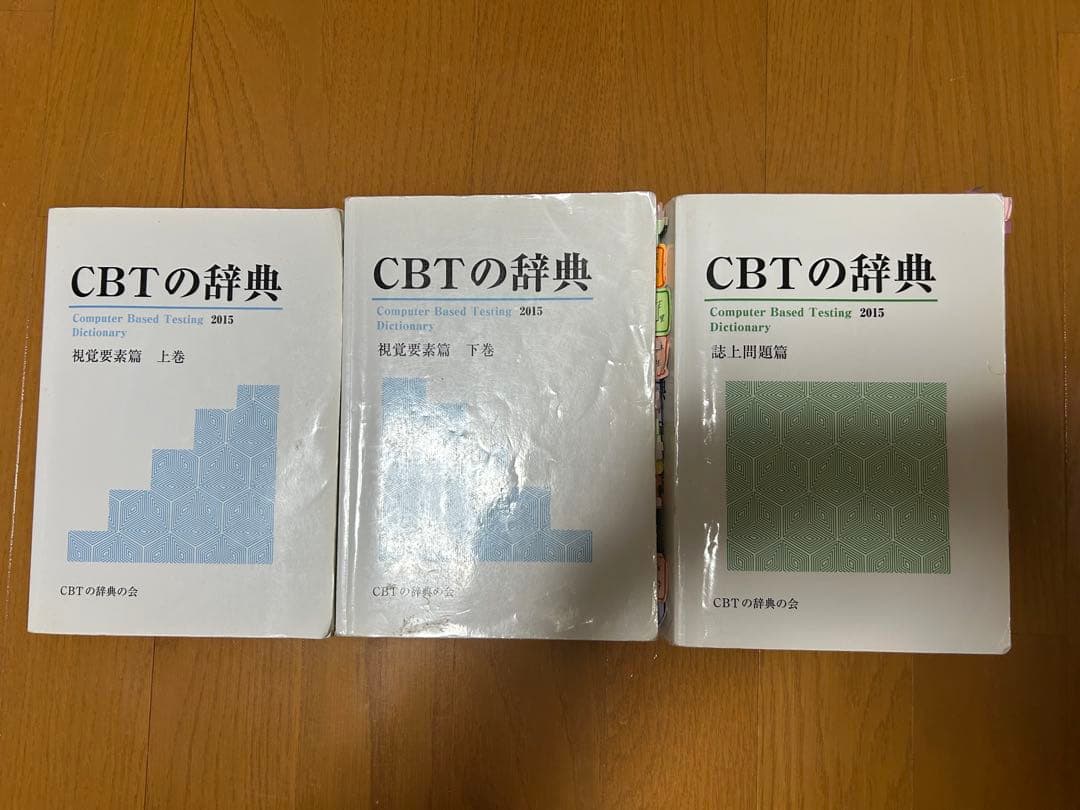 CBTの辞典
Computer Based Testing 2015
Dictionary
視覚要素篇 上巻
CBTの辞典の会
CBTの辞典
Computer Based Testing 2015
Dictionary
視覚要素篇 下巻
CBTの辞典の会
CBTの辞典
Computer Based Testing 2015
Dictionary
誌上問題篇
CBTの辞典の会